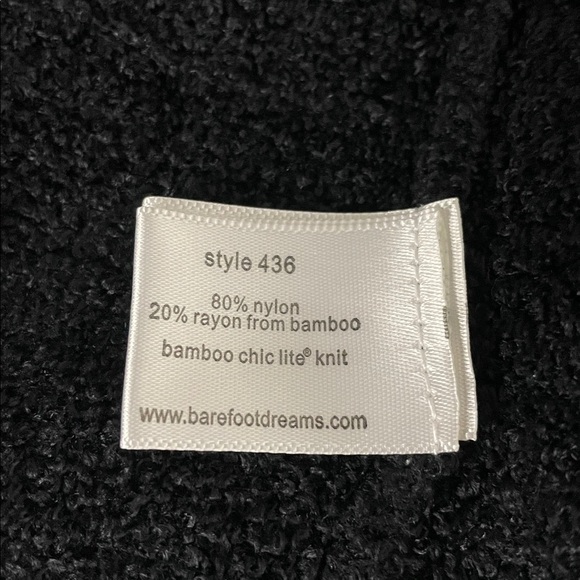 style 436
80% nylon
20% rayon from bamboo
bamboo chic lite® knit
www.barefootdreams.com